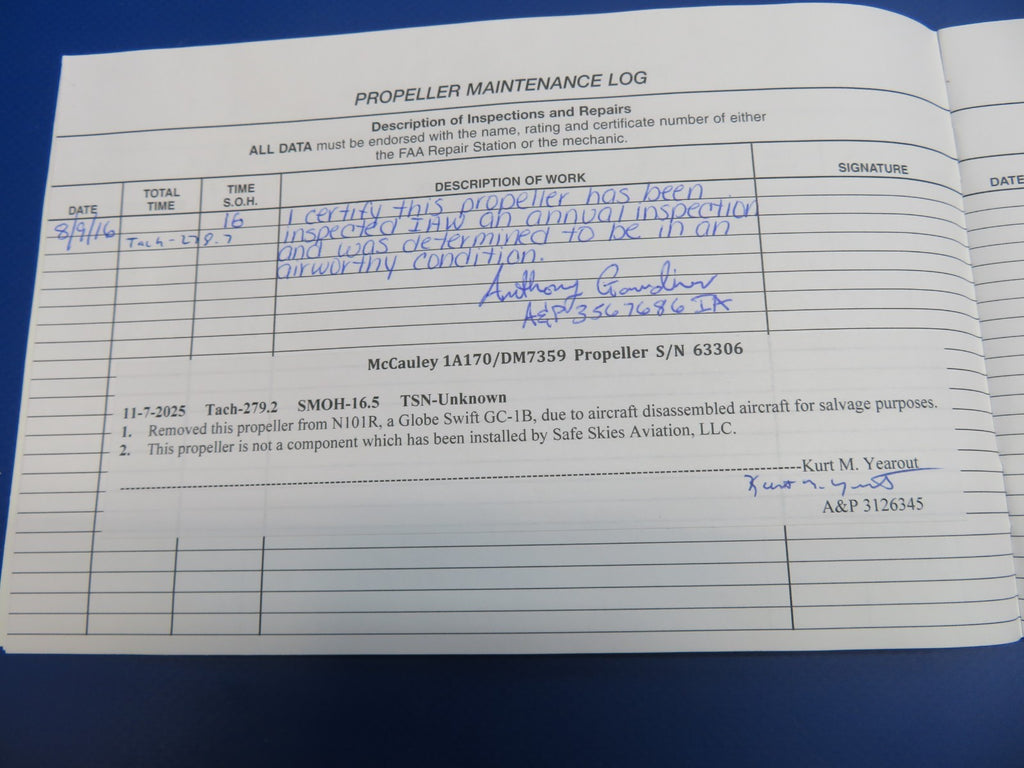 PROPELLER MAINTENANCE LOG
Description of Inspections and Repairs
ALL DATA must be endorsed with the name, rating and certificate number of either
the FAA Repair Station or the mechanic.
DATE
TOTAL TIME
TIME S.O.H.
DESCRIPTION OF WORK
SIGNATURE
8/9/16
Tach-278.7
16
I certify this propeller has been
inspected IAW an annual inspection
and was determined to be in an
airworthy condition.
Anthony
A&P 3567686 IA
McCauley 1A170/DM7359 Propeller S/N 63306
11-7-2025 Tach-279.2 SMOH-16.5 TSN-Unknown
1. Removed this propeller from N101R, a Globe Swift GC-1B, due to aircraft disassembled aircraft for salvage purposes.
2. This propeller is not a component which has been installed by Safe Skies Aviation, LLC.
--------------------------------------------------------------------------------Kurt M. Yearout
Kurt M. Yearout
A&P 3126345
DATE